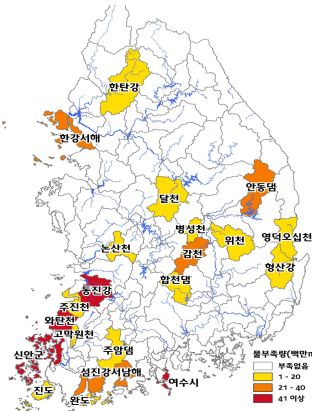 한탄강
한강서해
안동댐
달천
병성천
영덕오십천
위천
감천
논산천
형산강
합천댐
동진강
주진천
와탄천
고막원천
신안군
주암댐
섬진강서남해
여수시
진도
완도
물부족량(백만m
부족없음
1 - 20
21 - 40
41 이상